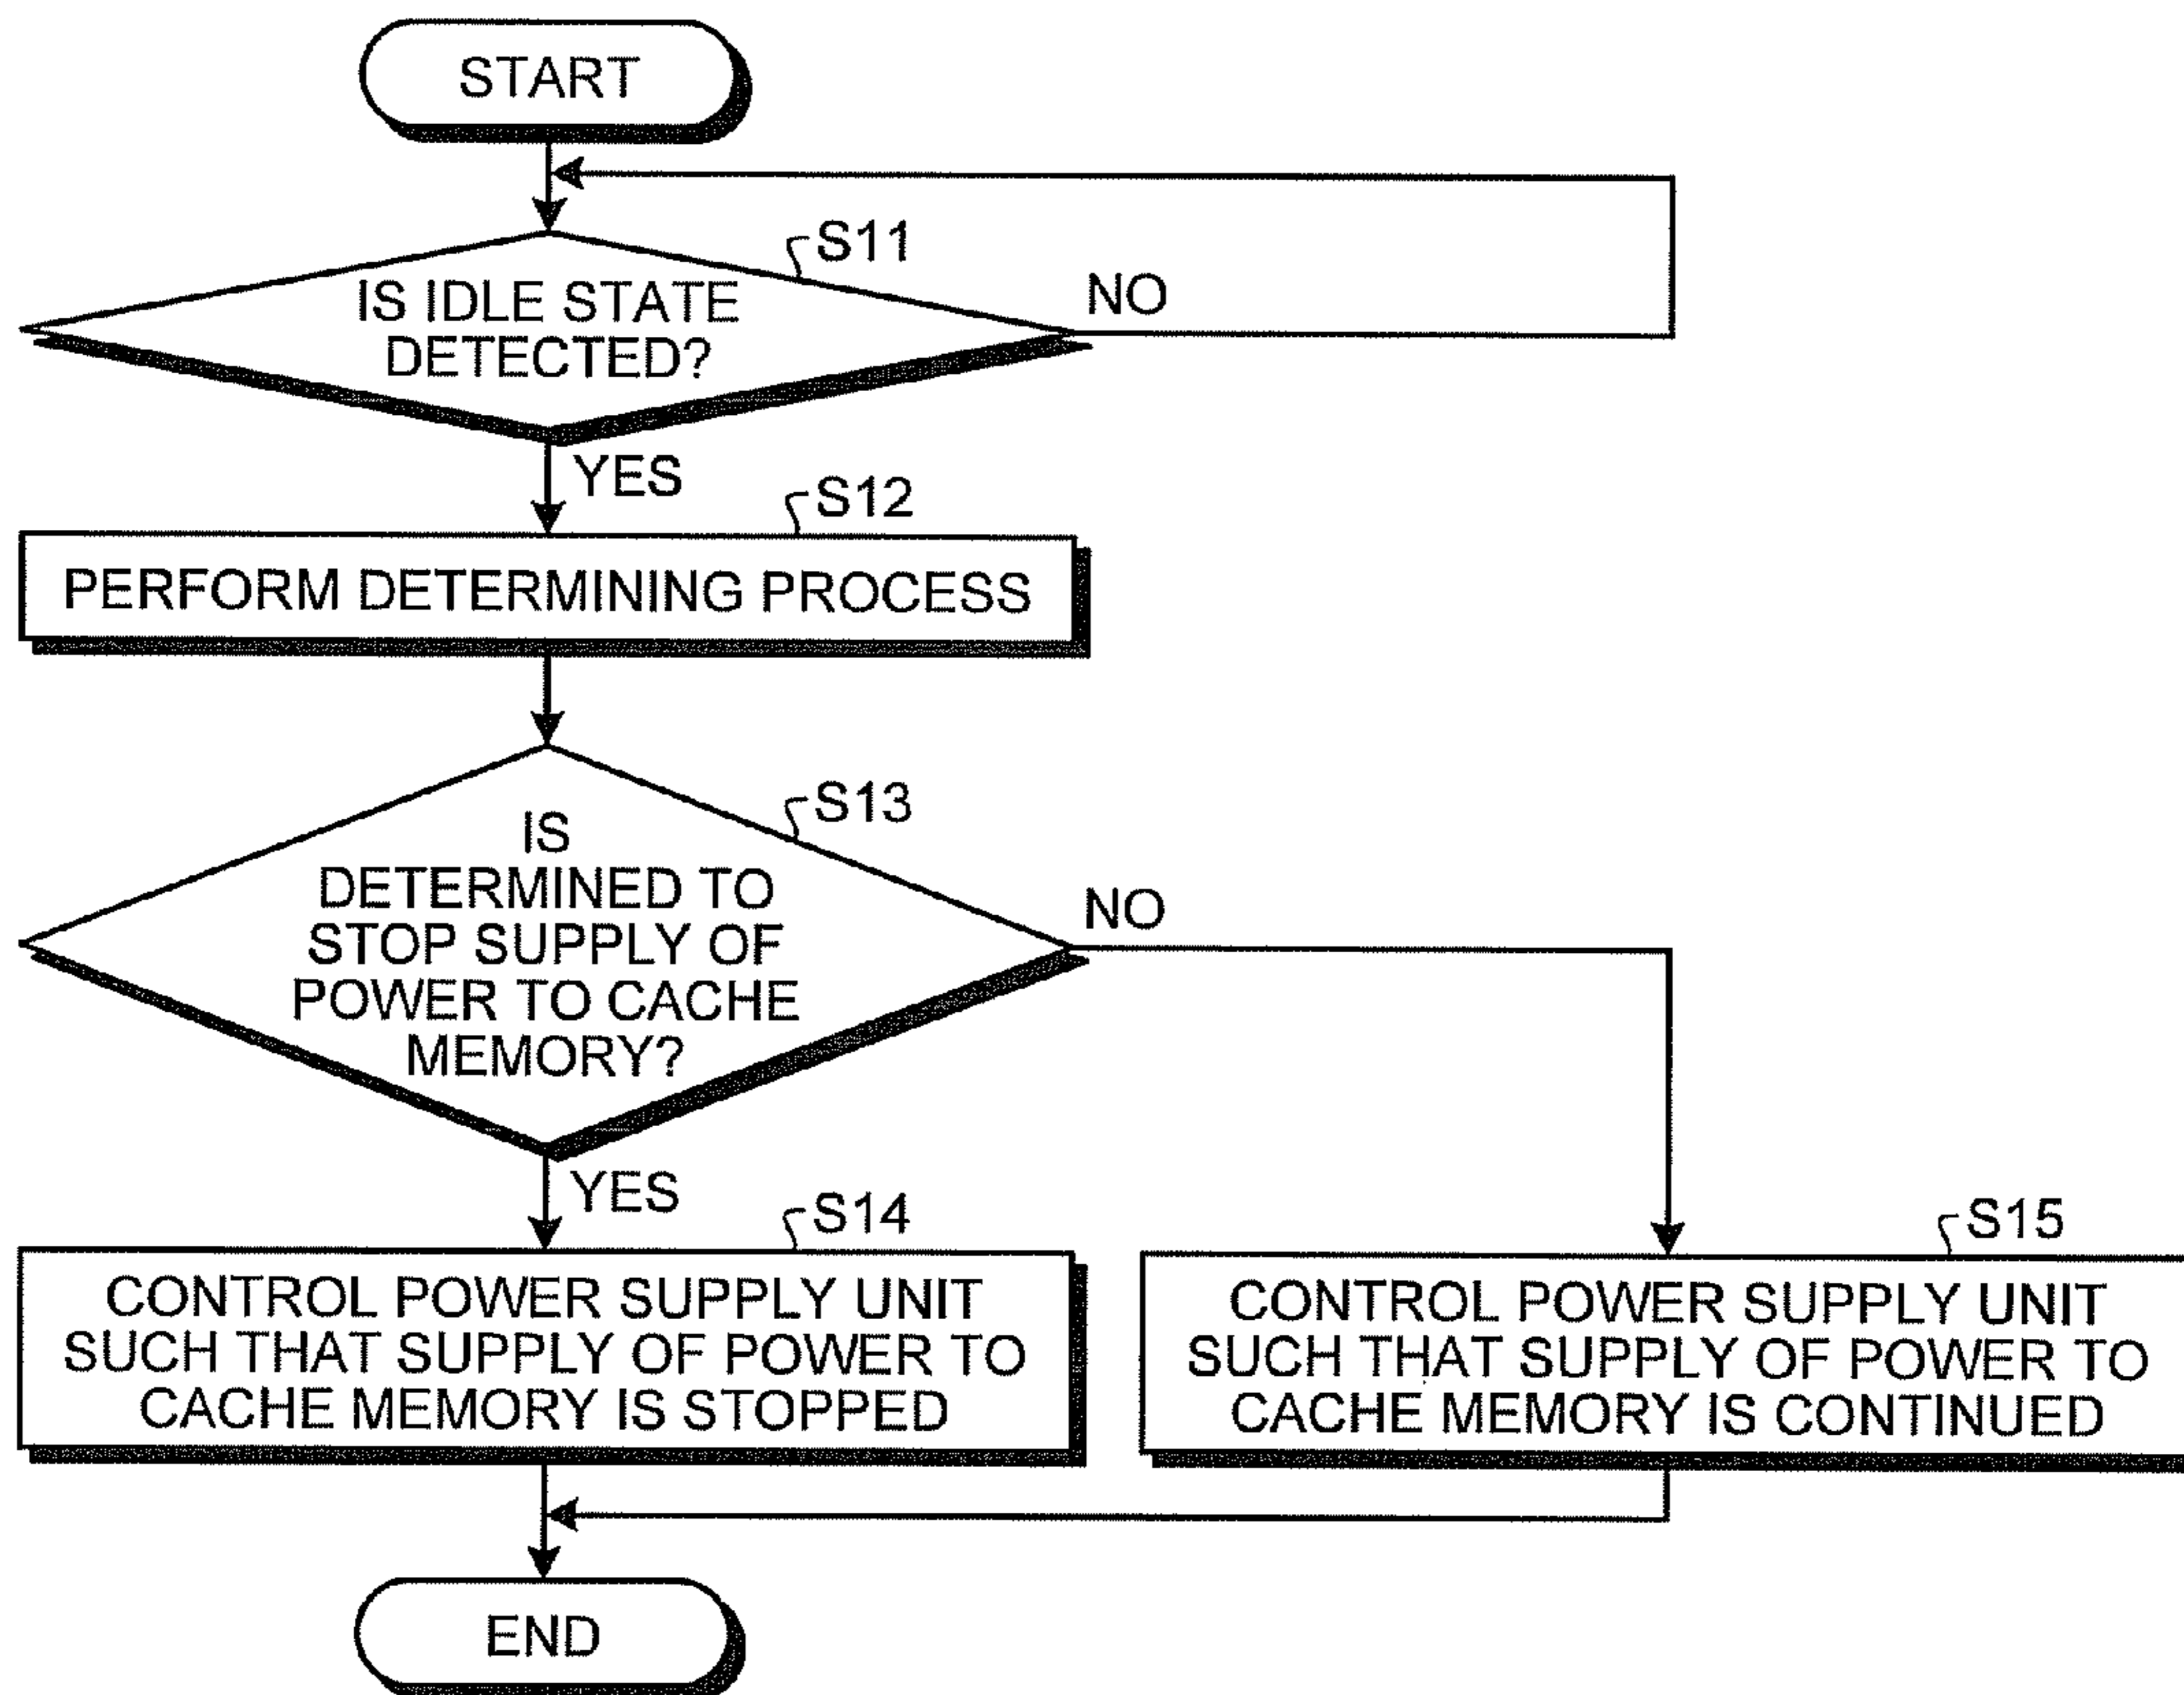 START
S11
IS IDLE STATE
DETECTED?
NO
YES
S12
PERFORM DETERMINING PROCESS
S13
IS
DETERMINED TO
STOP SUPPLY OF
POWER TO CACHE
MEMORY?
NO
YES
S14
CONTROL POWER SUPPLY UNIT
SUCH THAT SUPPLY OF POWER TO
CACHE MEMORY IS STOPPED
S15
CONTROL POWER SUPPLY UNIT
SUCH THAT SUPPLY OF POWER TO
CACHE MEMORY IS CONTINUED
END